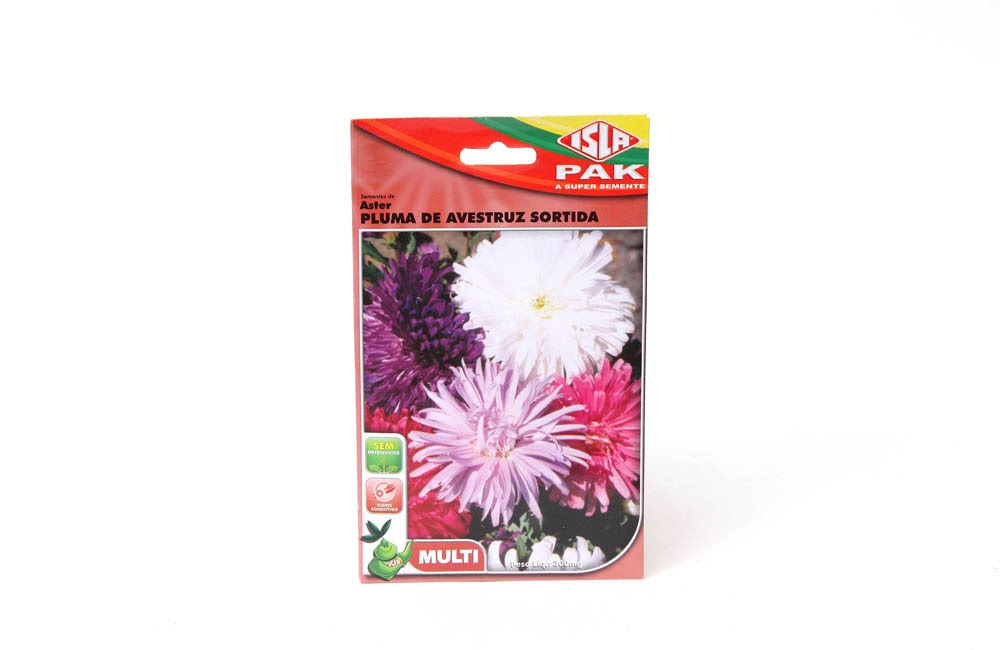 ISLA
PAK
A SUPER SEMENTE
Sementes de
Aster
PLUMA DE AVESTRUZ SORTIDA
SEM
DEFENSIVOS
FLORES
COMESTÍVEIS
MULTI
Peso Líq.: 300mg